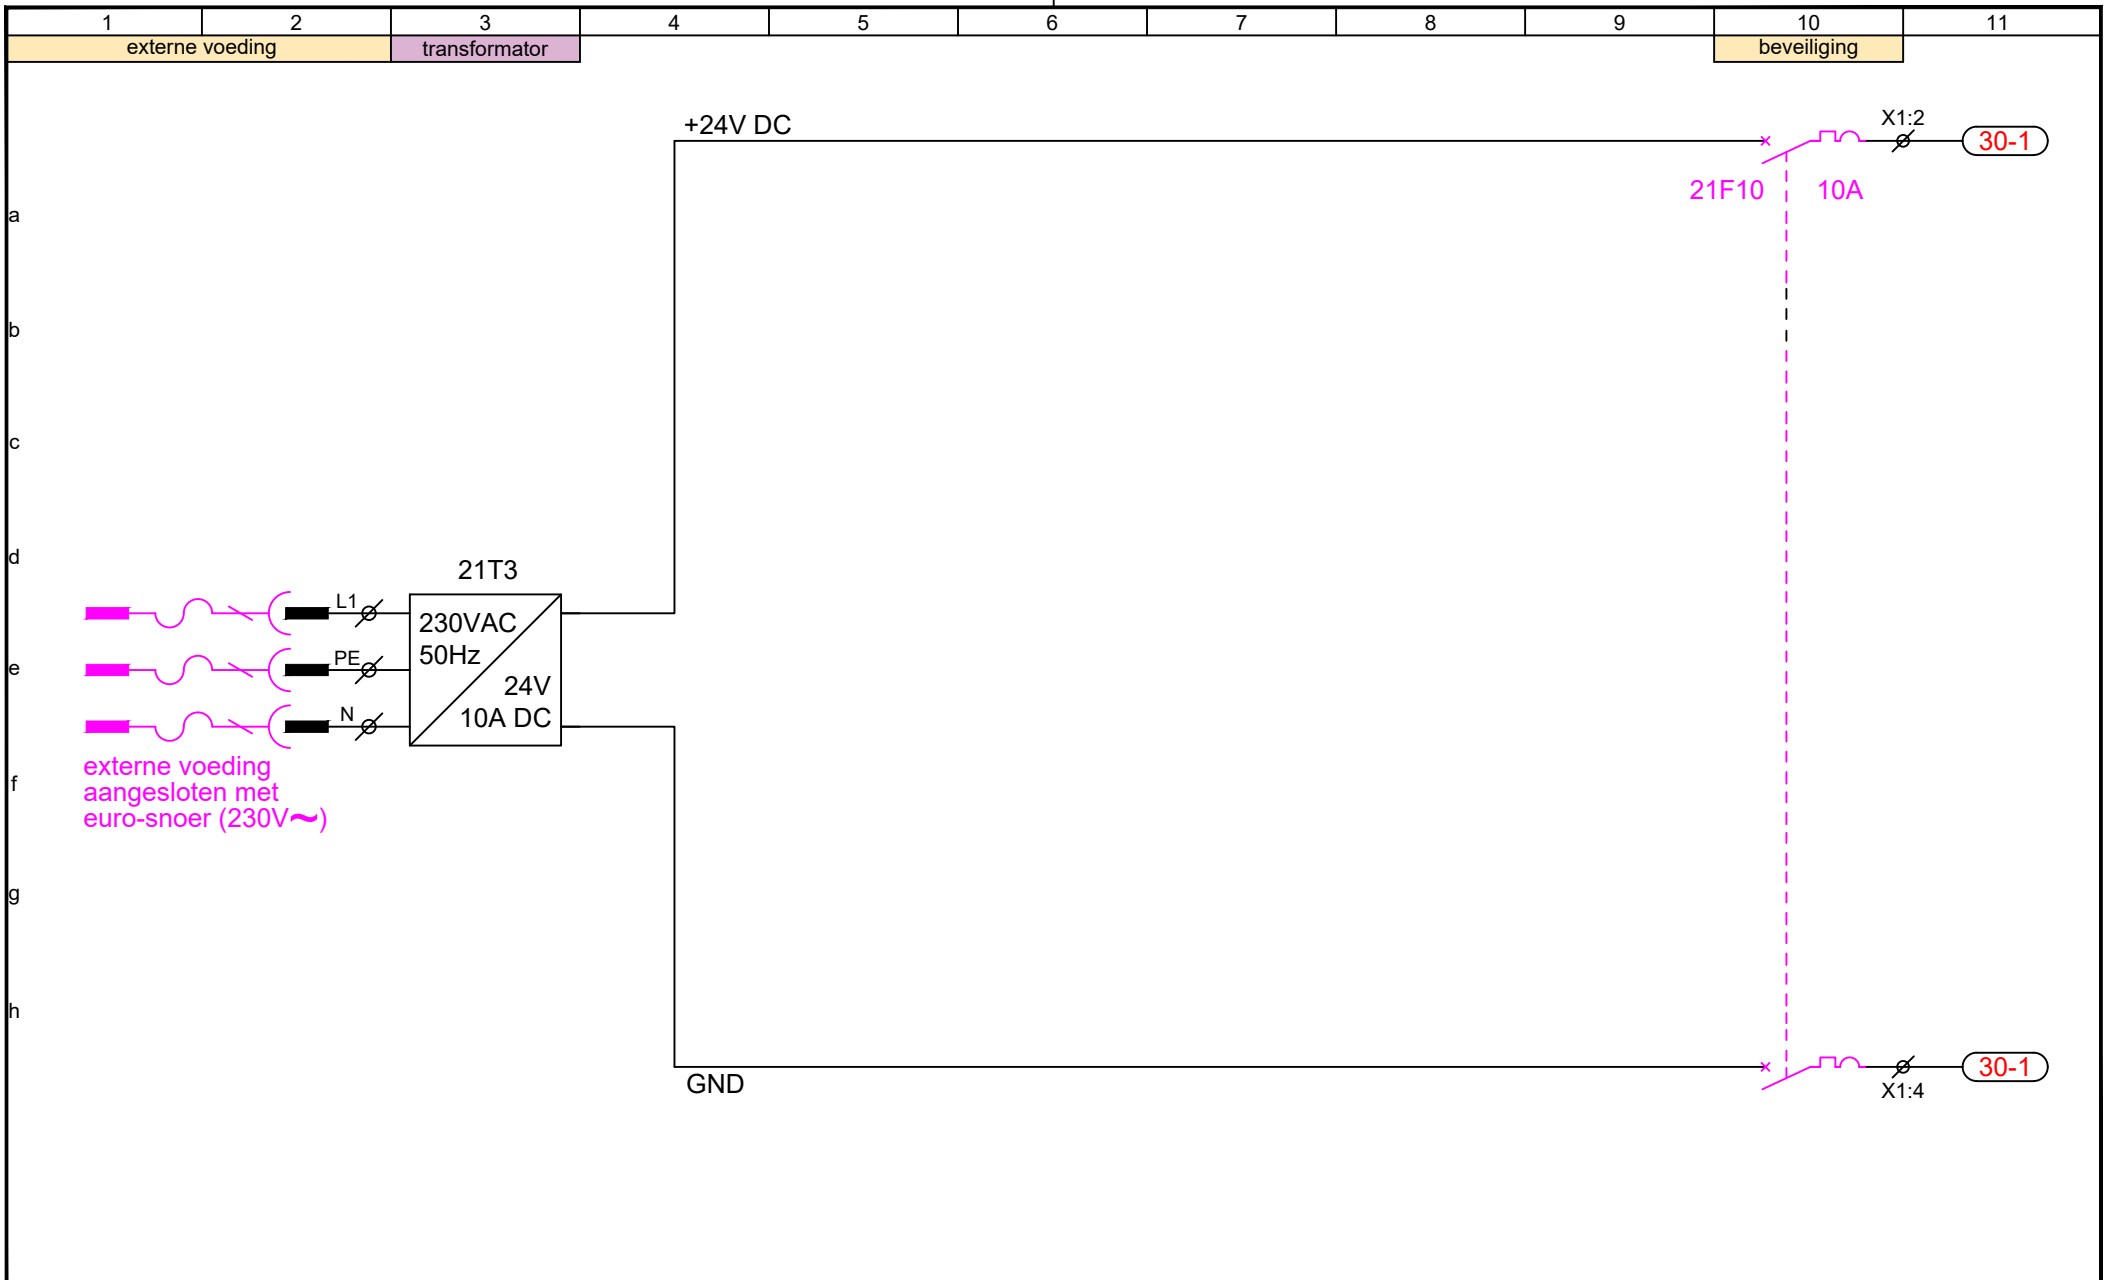 1 2 3 4 5 6 7 8 9 10 11
externe voeding transformator beveiliging
+24V DC
X1:2
30-1
21F10 10A
a
b
c
d
e
f
g
h
21T3
L1
PE
N
230VAC
50Hz
24V
10A DC
externe voeding
aangesloten met
euro-snoer (230V~)
GND
30-1
X1:4